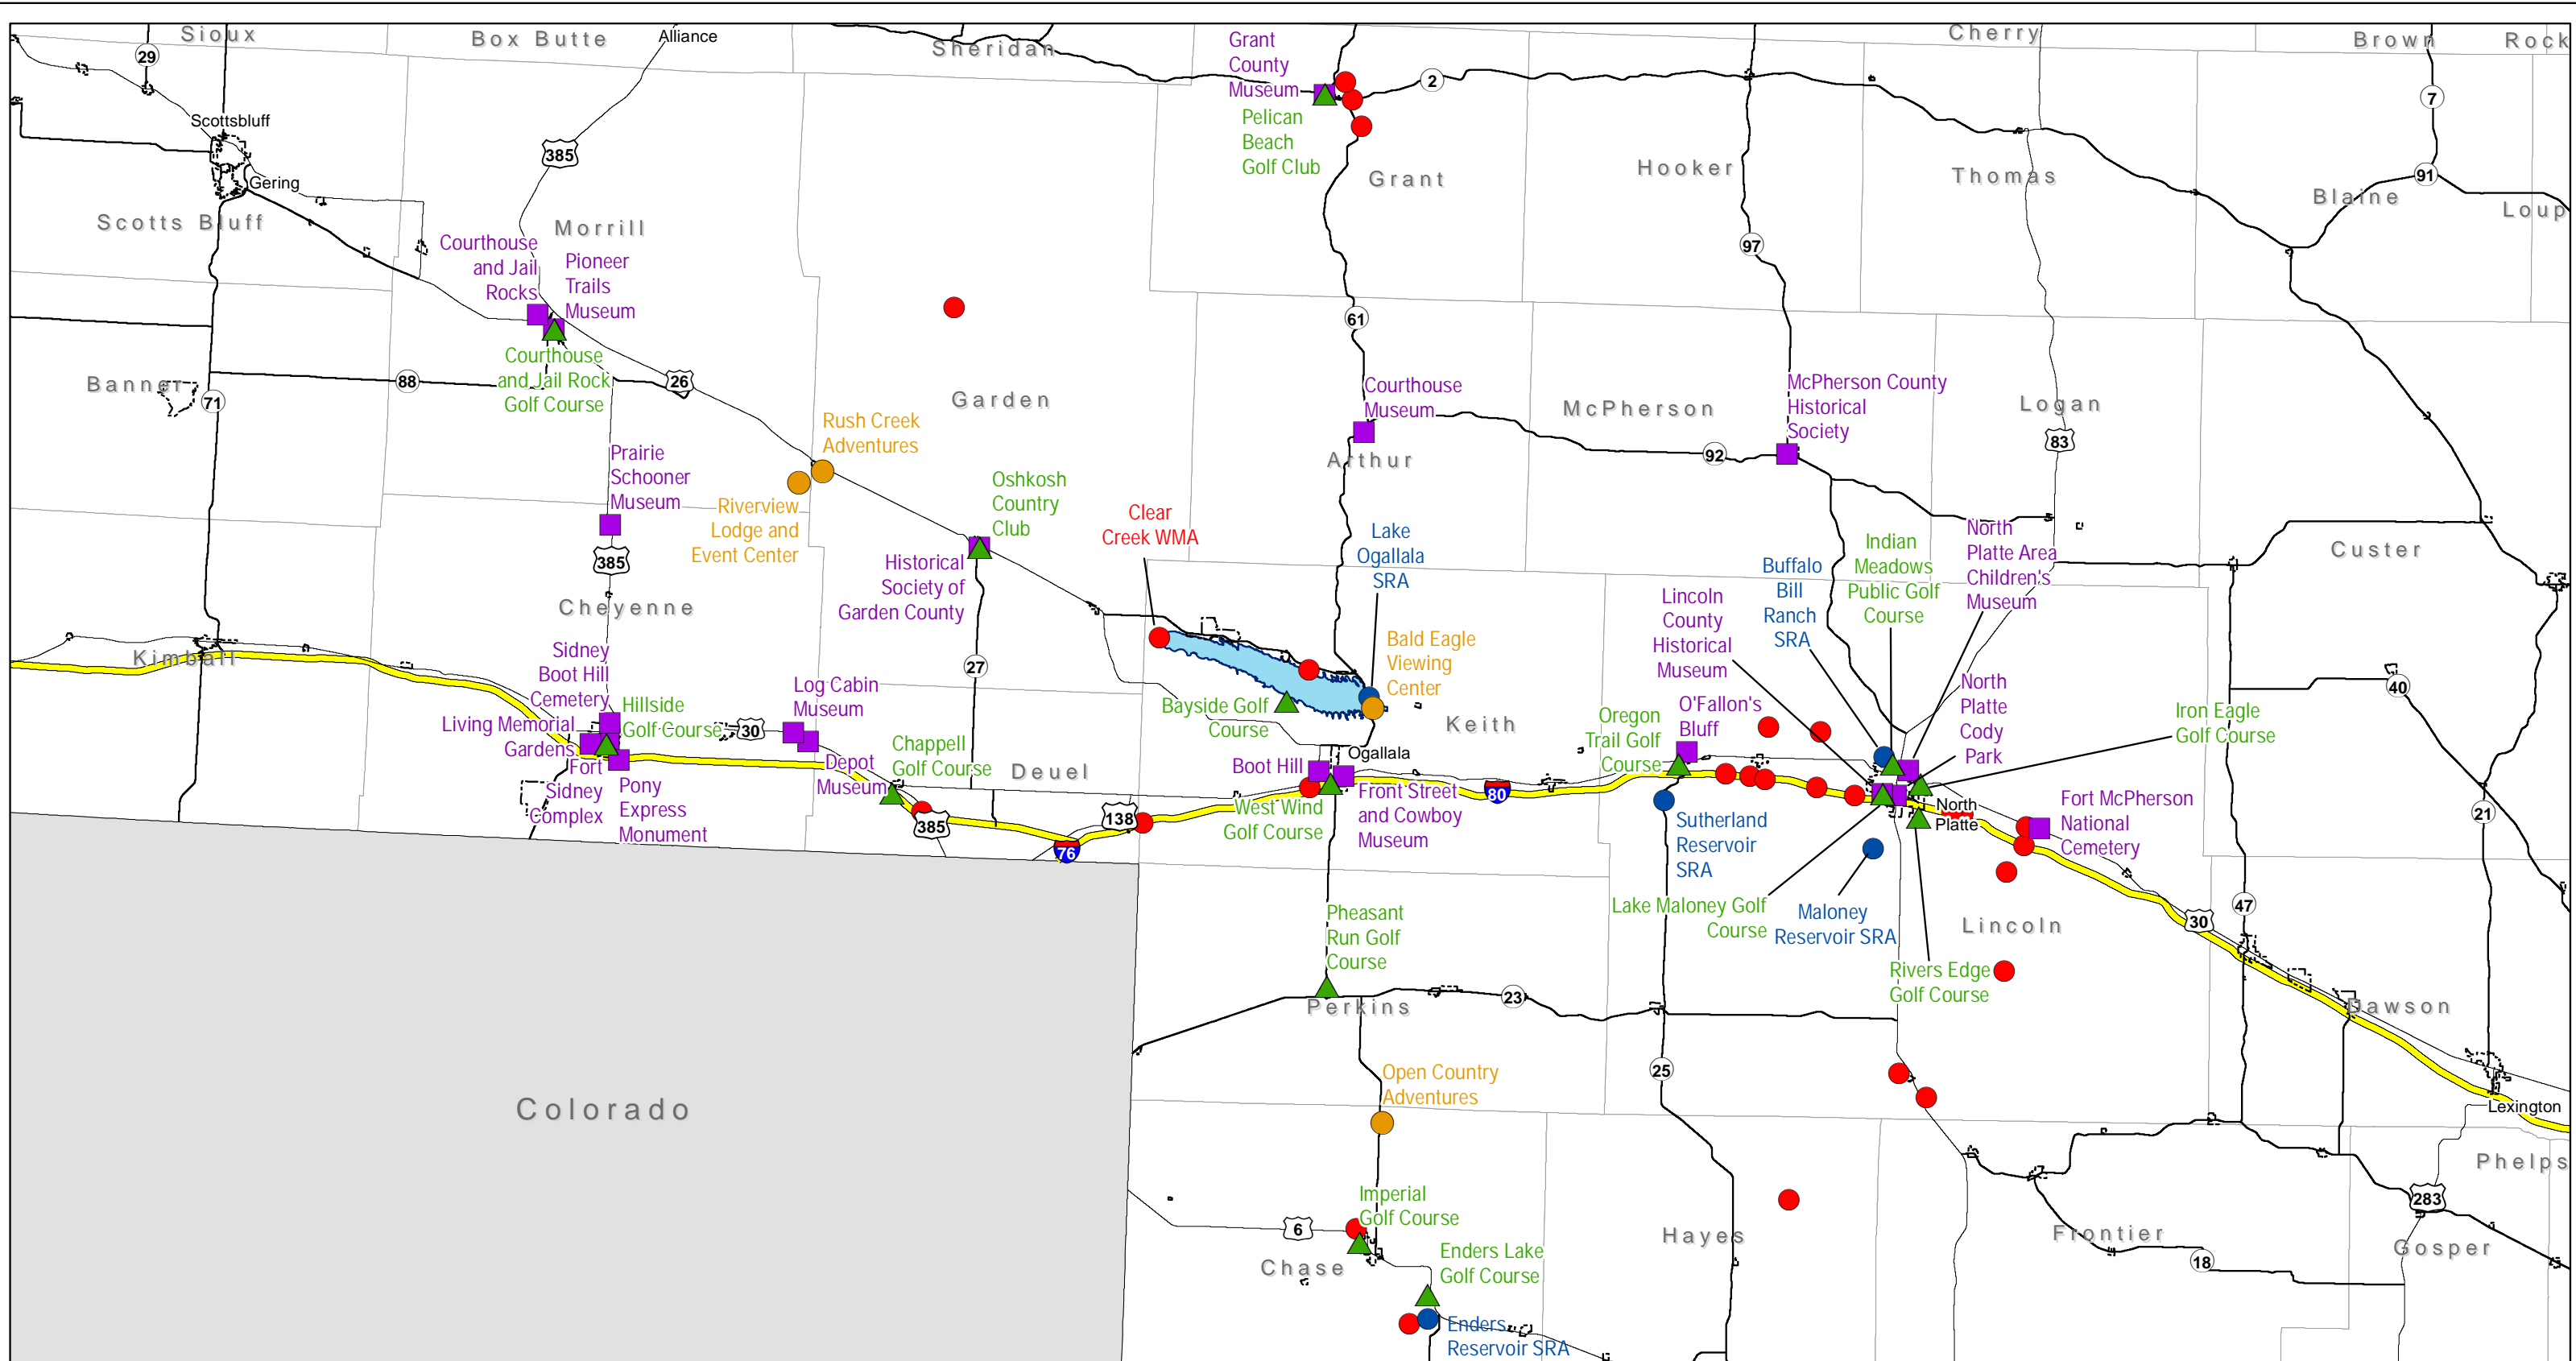 Sioux
Box Butte
Alliance
Sheridan
Grant
County
Museum
Cherry
Brown
Rock
29
2
7
Scottsbluff
Gering
385
Pelican
Beach
Golf Club
Grant
Hooker
Thomas
91
Blaine
Loup
Scotts Bluff
Morrill
97
Courthouse
and Jail
Rocks
Pioneer
Trails
Museum
61
Courthouse
and Jail Rock
Golf Course
Banner
88
71
26
Garden
Courthouse
Museum
McPherson
McPherson County
Historical
Society
Logan
83
Rush Creek
Adventures
Arthur
92
Prairie
Schooner
Museum
Riverview
Lodge and
Event Center
Oshkosh
Country
Club
Clear
Creek WMA
Lake
Ogallala
SRA
Buffalo
Bill
Ranch
SRA
Indian
Meadows
Public Golf
Course
North
Platte Area
Children's
Museum
Custer
385
Historical
Society of
Garden County
Cheyenne
Lincoln
County
Historical
Museum
Kimball
Sidney
Boot Hill
Cemetery
27
Bald Eagle
Viewing
Center
North
Platte
Cody
Park
40
Log Cabin
Museum
Hillside
Golf Course
30
Living Memorial
Gardens
Bayside Golf
Course
Keith
Oregon
Trail Golf
Course
O'Fallon's
Bluff
Iron Eagle
Golf Course
Chappell
Golf Course
Deuel
Ogallala
Boot Hill
Depot
Museum
Fort
Sidney
Complex
Pony
Express
Monument
385
138
76
West Wind
Golf Course
Front Street
and Cowboy
Museum
80
Sutherland
Reservoir
SRA
North
Platte
Fort McPherson
National
Cemetery
21
Lake Maloney Golf
Course
Maloney
Reservoir SRA
Pheasant
Run Golf
Course
Lincoln
30
47
Rivers Edge
Golf Course
Perkins
23
Dawson
25
Open Country
Adventures
Colorado
Lexington
Phelps
283
Imperial
Golf Course
6
Chase
Enders Lake
Golf Course
Hayes
Frontier
18
Gosper
Enders
Reservoir SRA